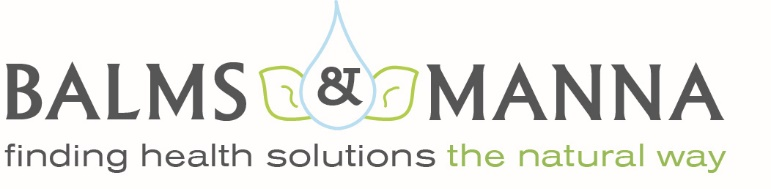 BALMS & MANNA
finding health solutions the natural way